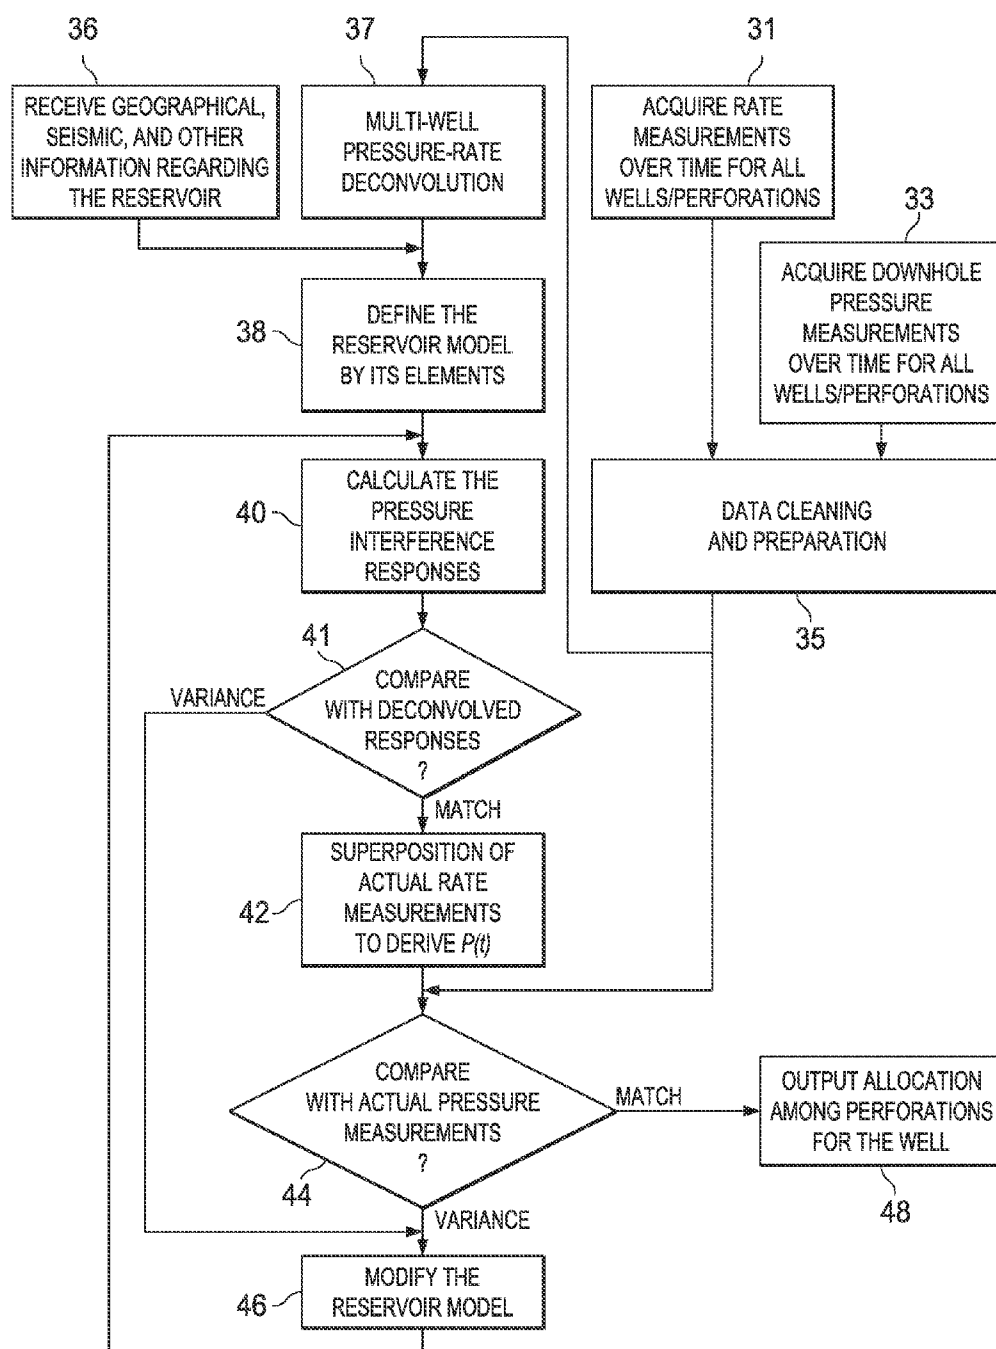 36
37
31
RECEIVE GEOGRAPHICAL,
SEISMIC, AND OTHER
INFORMATION REGARDING
THE RESERVOIR
MULTI-WELL
PRESSURE-RATE
DECONVOLUTION
ACQUIRE RATE
MEASUREMENTS
OVER TIME FOR ALL
WELLS/PERFORATIONS
33
ACQUIRE DOWNHOLE
PRESSURE
MEASUREMENTS
OVER TIME FOR ALL
WELLS/PERFORATIONS
38
DEFINE THE
RESERVOIR MODEL
BY ITS ELEMENTS
40
CALCULATE THE
PRESSURE
INTERFERENCE
RESPONSES
DATA CLEANING
AND PREPARATION
35
41
VARIANCE
COMPARE
WITH DECONVOLVED
RESPONSES
?
MATCH
42
SUPERPOSITION OF
ACTUAL RATE
MEASUREMENTS
TO DERIVE P(t)
COMPARE
WITH ACTUAL PRESSURE
MEASUREMENTS
?
44
MATCH
OUTPUT ALLOCATION
AMONG PERFORATIONS
FOR THE WELL
48
VARIANCE
46
MODIFY THE
RESERVOIR MODEL